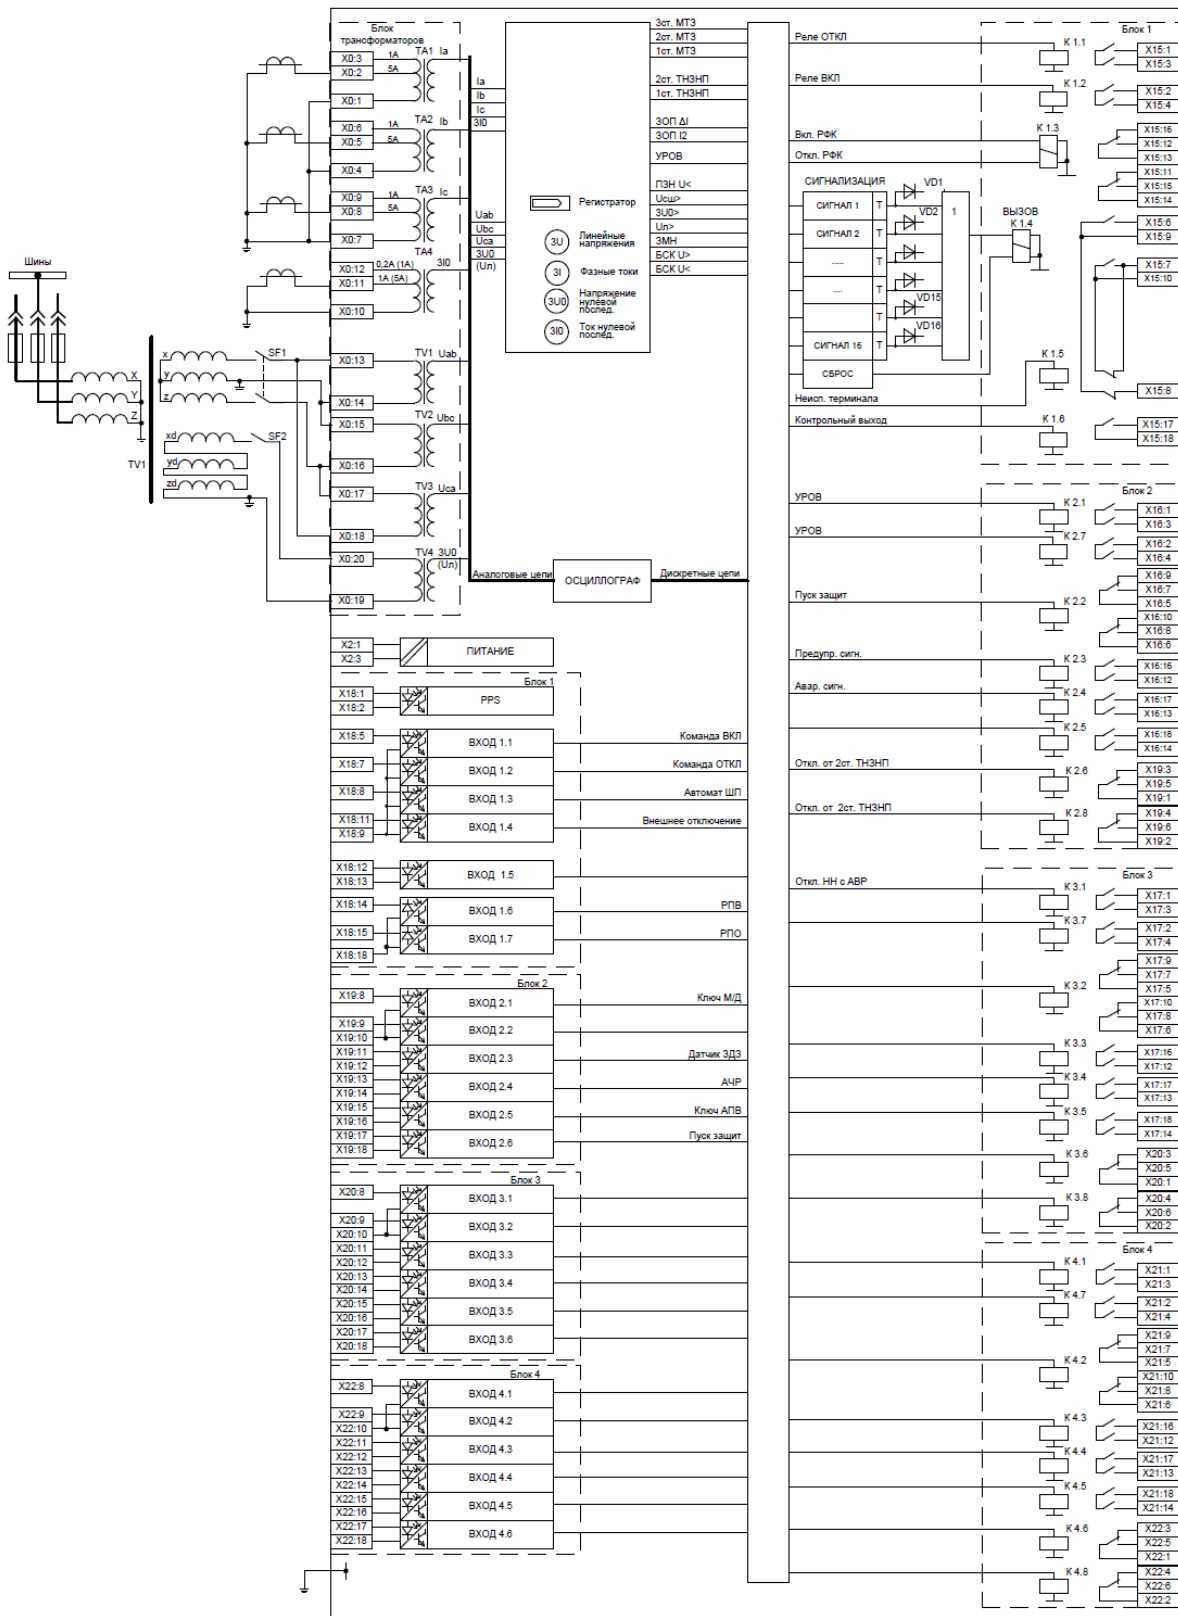 Шины
X
Y
Z
TV1
x
y
z
SF1
xd
yd
zd
SF2
Блок
трансформаторов
X0:3
1А
TA1
Ia
X0:2
5А
X0:1
X0:6
1А
TA2
Ib
X0:5
5А
X0:4
X0:9
1А
TA3
Ic
X0:8
5А
X0:7
TA4
X0:12
0,2А (1А)
3I0
X0:11
1А (5А)
X0:10
X0:13
TV1
Uab
X0:14
X0:15
TV2
Ubc
X0:16
X0:17
TV3
Uca
X0:18
X0:20
TV4
3U0
(Uл)
X0:19
Ia
Ib
Ic
3I0
Uab
Ubc
Uca
3U0
(Uл)
Регистратор
3U
Линейные
напряжения
3I
Фазные токи
3U0
Напряжение
нулевой
послед.
3I0
Ток нулевой
послед.
3ст. МТЗ
2ст. МТЗ
1ст. МТЗ
2ст. ТНЗНП
1ст. ТНЗНП
ЗОП ΔI
ЗОП I2
УРОВ
ПЗН U<
Uсш>
3U0>
Uл>
ЗМН
БСК U>
БСК U<
Аналоговые цепи
ОСЦИЛЛОГРАФ
Дискретные цепи
X2:1
X2:3
ПИТАНИЕ
Блок 1
X18:1
X18:2
PPS
X18:5
ВХОД 1.1
Команда ВКЛ
X18:7
ВХОД 1.2
Команда ОТКЛ
X18:8
ВХОД 1.3
Автомат ШП
X18:11
X18:9
ВХОД 1.4
Внешнее отключение
X18:12
X18:13
ВХОД 1.5
X18:14
ВХОД 1.6
РПВ
X18:15
ВХОД 1.7
РПО
X18:18
Блок 2
X19:8
ВХОД 2.1
Ключ М/Д
X19:9
X19:10
ВХОД 2.2
X19:11
X19:12
ВХОД 2.3
Датчик ЗДЗ
X19:13
X19:14
ВХОД 2.4
АЧР
X19:15
X19:16
ВХОД 2.5
Ключ АПВ
X19:17
X19:18
ВХОД 2.6
Пуск защит
Блок 3
X20:8
ВХОД 3.1
X20:9
X20:10
ВХОД 3.2
X20:11
X20:12
ВХОД 3.3
X20:13
X20:14
ВХОД 3.4
X20:15
X20:16
ВХОД 3.5
X20:17
X20:18
ВХОД 3.6
Блок 4
X22:8
ВХОД 4.1
X22:9
X22:10
ВХОД 4.2
X22:11
X22:12
ВХОД 4.3
X22:13
X22:14
ВХОД 4.4
X22:15
X22:16
ВХОД 4.5
X22:17
X22:18
ВХОД 4.6
Блок 1
Реле ОТКЛ
К 1.1
X15:1
X15:3
Реле ВКЛ
К 1.2
X15:2
X15:4
Вкл. РФК
Откл. РФК
К 1.3
X15:16
X15:12
X15:13
X15:11
X15:15
X15:14
СИГНАЛИЗАЦИЯ
СИГНАЛ 1
T
VD1
СИГНАЛ 2
T
VD2
.....
T
....
T
T
VD15
СИГНАЛ 16
T
VD16
СБРОС
1
ВЫЗОВ
К 1.4
X15:6
X15:9
X15:7
X15:10
Неисп. терминала
К 1.5
X15:8
Контрольный выход
К 1.6
X15:17
X15:18
Блок 2
УРОВ
К 2.1
X16:1
X16:3
УРОВ
К 2.7
X16:2
X16:4
Пуск защит
К 2.2
X16:9
X16:7
X16:5
X16:10
X16:8
X16:6
Предупр. сигн.
К 2.3
X16:16
X16:12
Авар. сигн.
К 2.4
X16:17
X16:13
К 2.5
X16:18
X16:14
Откл. от 2ст. ТНЗНП
К 2.6
X19:3
X19:5
X19:1
Откл. от 2ст. ТНЗНП
К 2.8
X19:4
X19:6
X19:2
Блок 3
Откл. НН с АВР
К 3.1
X17:1
X17:3
К 3.7
X17:2
X17:4
К 3.2
X17:9
X17:7
X17:5
X17:10
X17:8
X17:6
К 3.3
X17:16
X17:12
К 3.4
X17:17
X17:13
К 3.5
X17:18
X17:14
К 3.6
X20:3
X20:5
X20:1
К 3.8
X20:4
X20:6
X20:2
Блок 4
К 4.1
X21:1
X21:3
К 4.7
X21:2
X21:4
К 4.2
X21:9
X21:7
X21:5
X21:10
X21:8
X21:6
К 4.3
X21:16
X21:12
К 4.4
X21:17
X21:13
К 4.5
X21:18
X21:14
К 4.6
X22:3
X22:5
X22:1
К 4.8
X22:4
X22:6
X22:2